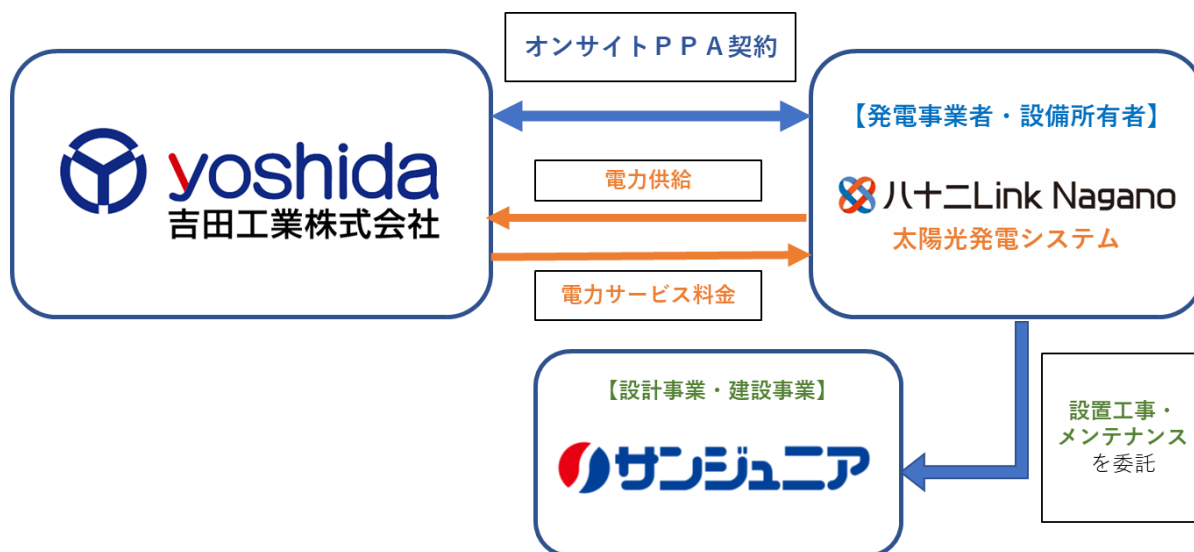 オンサイトＰＰＡ契約
yoshida
吉田工業株式会社
電力供給
電力サービス料金
【発電事業者・設備所有者】
八十二Link Nagano
太陽光発電システム
【設計事業・建設事業】
サンジュニア
設置工事・
メンテナンス
を委託